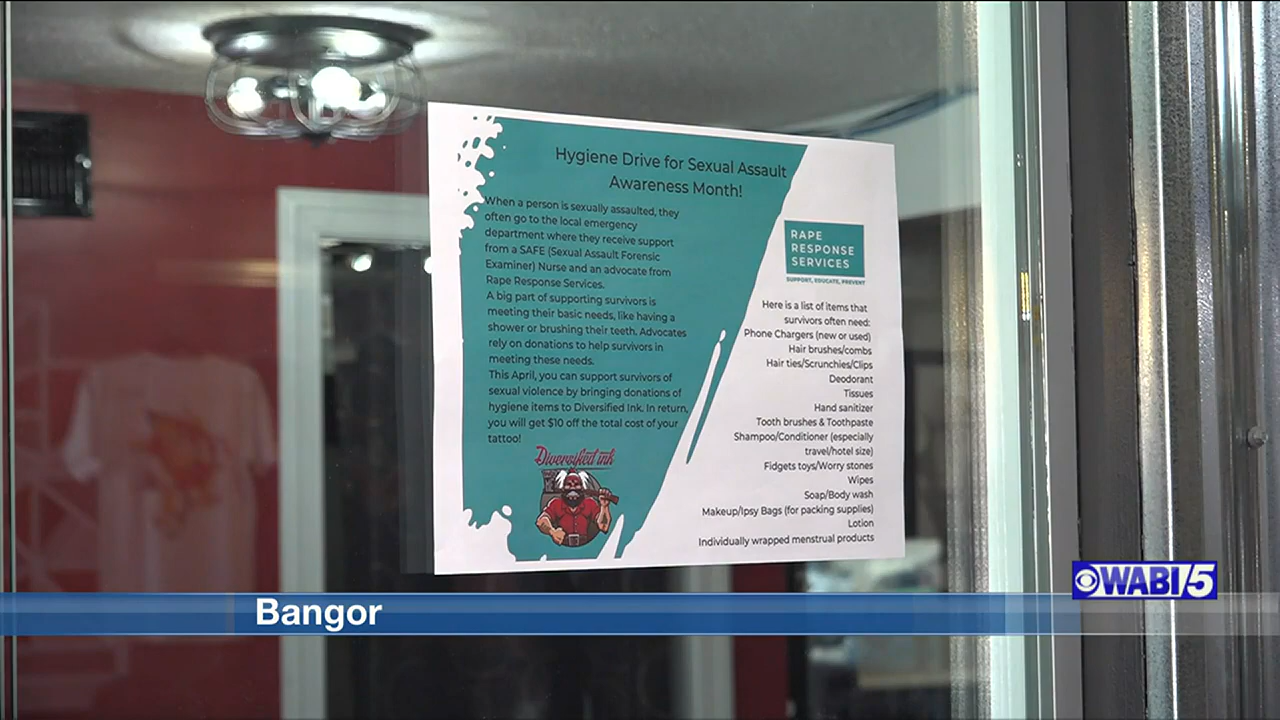 Hygiene Drive for Sexual Assault
Awareness Month!
When a person is sexually assaulted, they
often go to the local emergency
department where they receive support
from a SAFE (Sexual Assault Forensic
Examiner) Nurse and an advocate from
Rape Response Services.
A big part of supporting survivors is
meeting their basic needs, like having a
shower or brushing their teeth. Advocates
rely on donations to help survivors in
meeting these needs.
This April, you can support survivors of
sexual violence by bringing donations of
hygiene items to Diversified Ink. In return,
you will get $10 off the total cost of your
tattoo!
Diversified ink
RAPE
RESPONSE
SERVICES
SUPPORT, EDUCATE, PREVENT
Here is a list of items that
survivors often need:
Phone Chargers (new or used)
Hair brushes/combs
Hair ties/Scrunchies/Clips
Deodorant
Tissues
Hand sanitizer
Tooth brushes & Toothpaste
Shampoo/Conditioner (especially
travel/hotel size)
Fidgets toys/Worry stones
Wipes
Soap/Body wash
Makeup/Ipsy Bags (for packing supplies)
Lotion
Individually wrapped menstrual products
WABI 5
Bangor